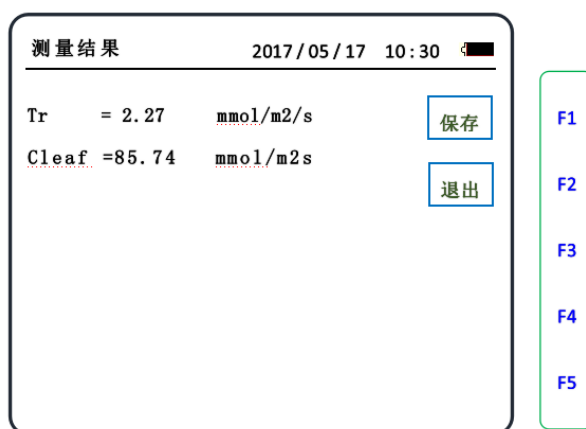 测量结果 2017/05/17 10:30
Tr = 2.27 mmol/m2/s
保存
F1
Cleaf =85.74 mmol/m2s
退出
F2
F3
F4
F5